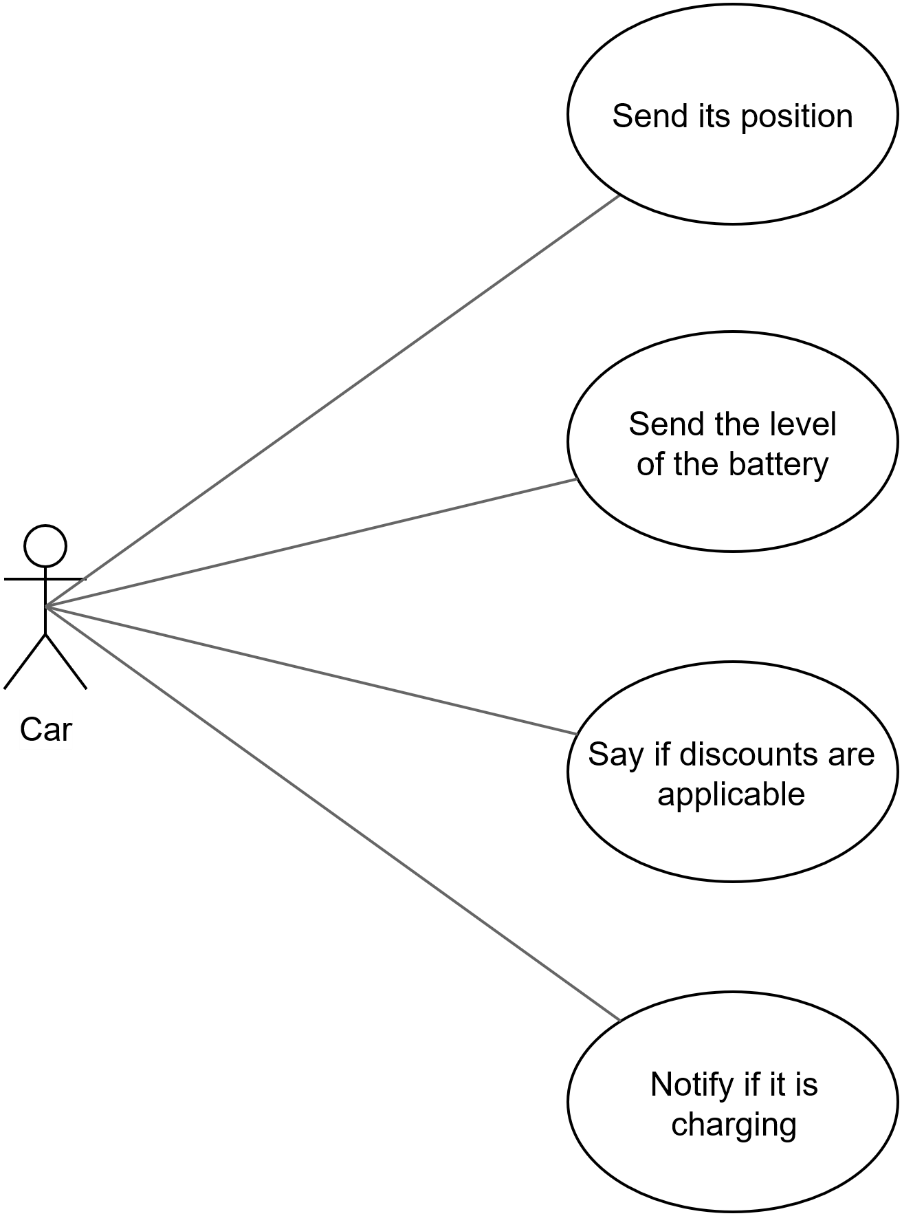 Send its position
Send the level
of the battery
Car
Say if discounts are
applicable
Notify if it is
charging